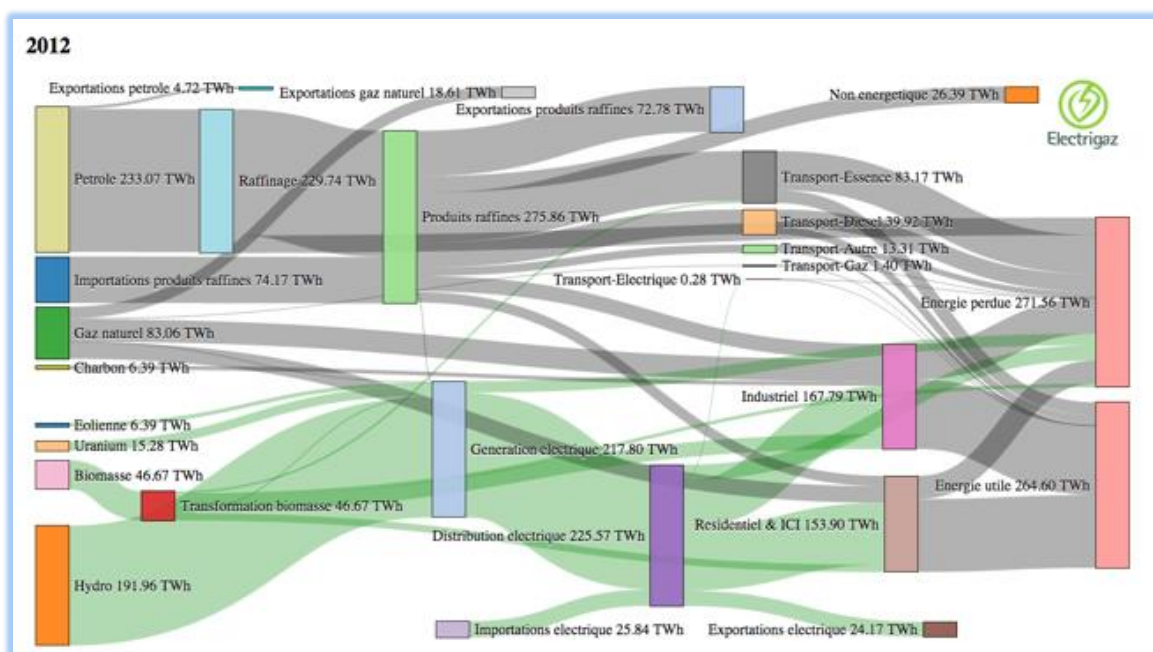 2012
Exportations petrole 4.72 TWh
Exportations gaz naturel 18.61 TWh
Exportations produits raffines 72.78 TWh
Non energetique 26.39 TWh
Electrigaz
Petrole 233.07 TWh
Raffinage 229.74 TWh
Transport-Essence 83.17 TWh
Produits raffines 275.86 TWh
Transport-Diesel 39.92 TWh
Transport-Autre 13.31 TWh
Transport-Gaz 1.40 TWh
Importations produits raffines 74.17 TWh
Transport-Electrique 0.28 TWh
Energie perdue 271.56 TWh
Gaz naturel 83.06 TWh
Charbon 6.39 TWh
Industriel 167.79 TWh
Eolienne 6.39 TWh
Uranium 15.28 TWh
Generation electrique 217.80 TWh
Biomasse 46.67 TWh
Energie utile 264.60 TWh
Transformation biomasse 46.67 TWh
Residentiel & ICI 153.90 TWh
Distribution electrique 225.57 TWh
Hydro 191.96 TWh
Importations electrique 25.84 TWh
Exportations electrique 24.17 TWh